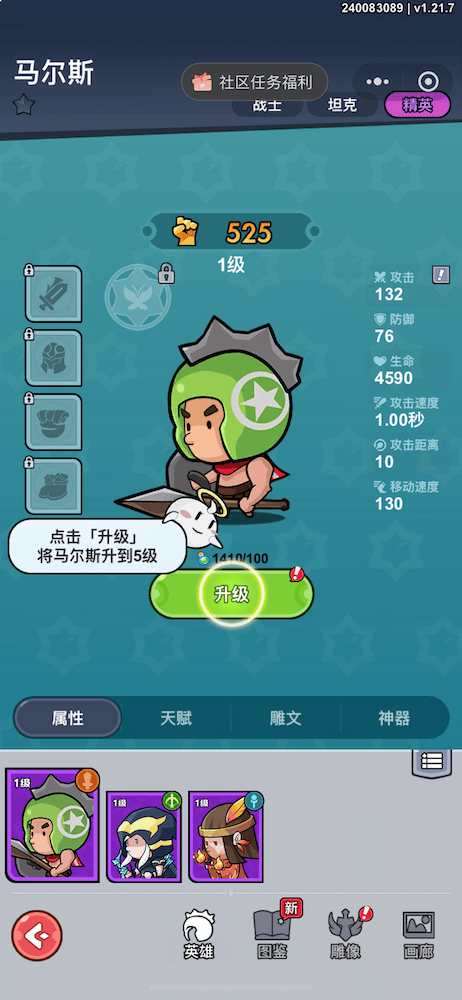 240083089 | v1.21.7
马尔斯
社区任务福利
战士
坦克
精英
525
1级
攻击
132
防御
76
生命
4590
攻击速度
1.00秒
攻击距离
10
移动速度
130
点击「升级」
将马尔斯升到5级
1410/100
升级
属性
天赋
雕文
神器
1级
1级
1级
新
英雄
图鉴
雕像
画廊